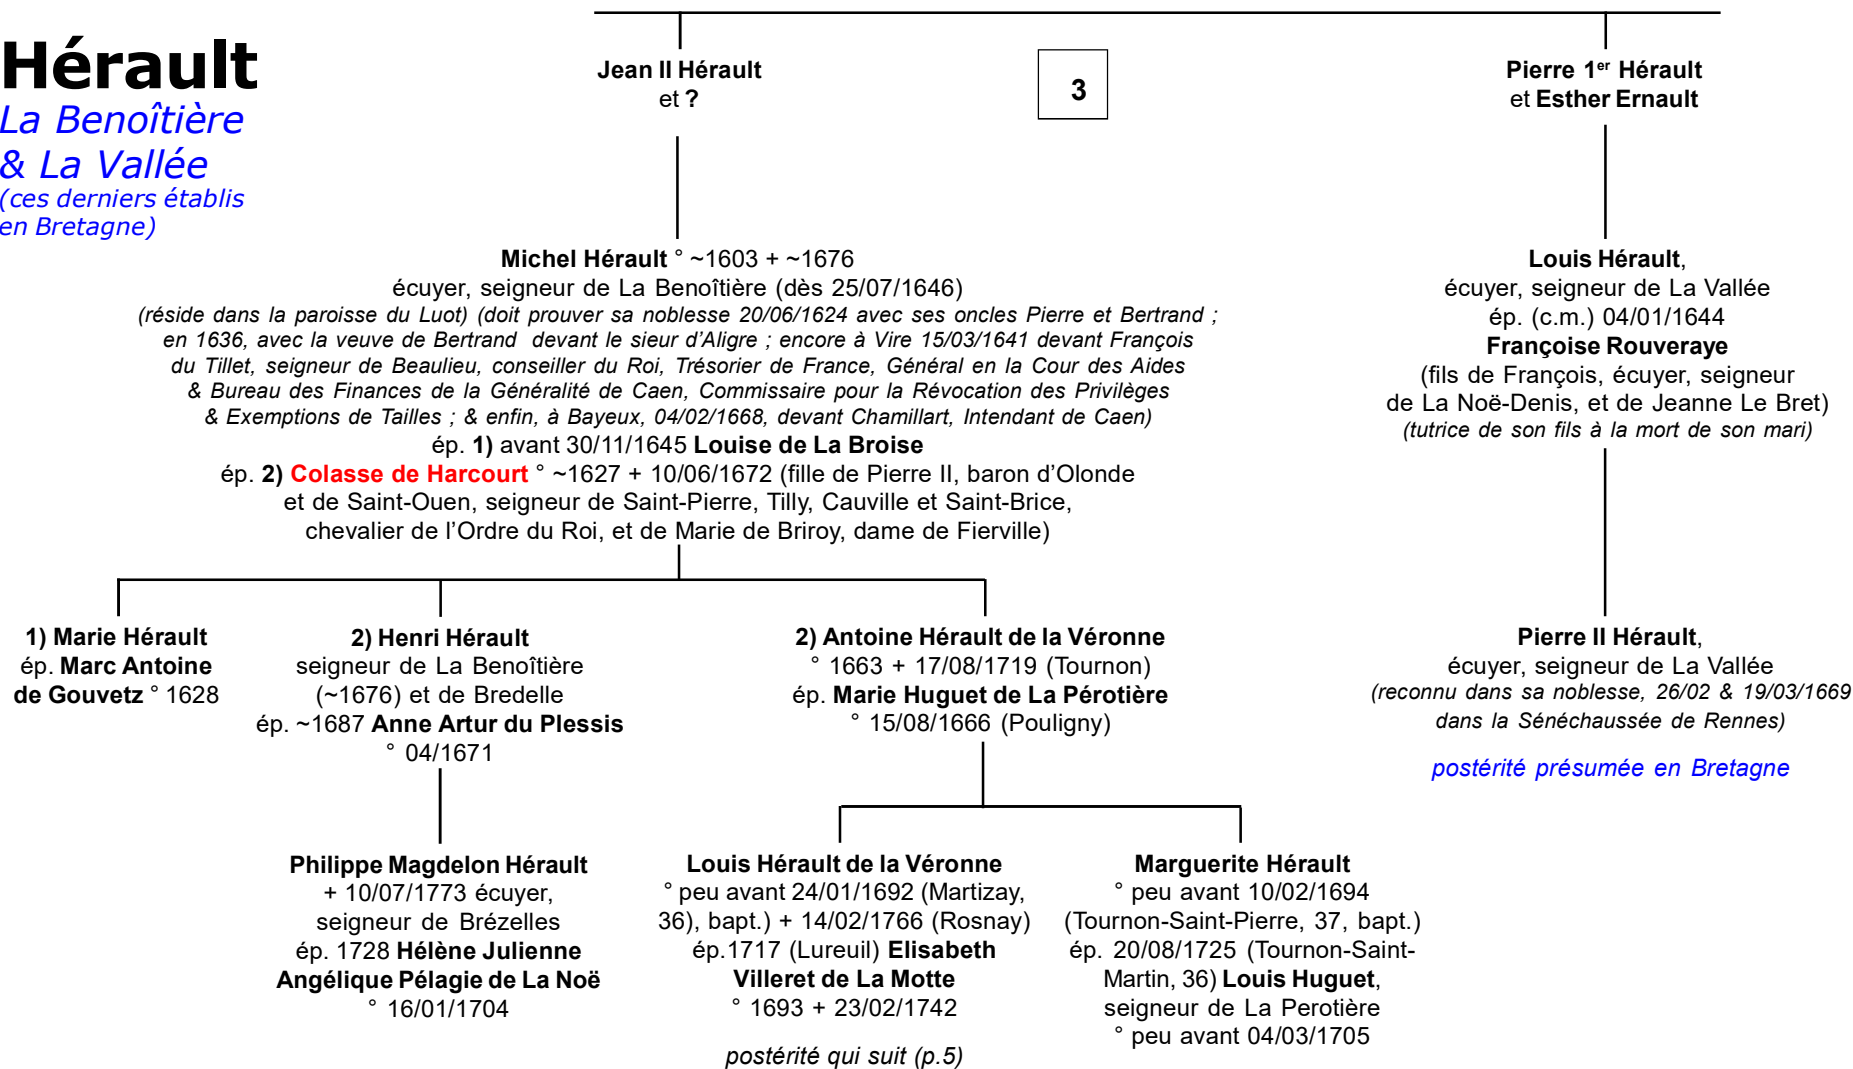 Hérault
La Benoîtière
& La Vallée
(ces derniers établis
en Bretagne)
Jean II Hérault
et ?
3
Pierre 1er Hérault
et Esther Ernault
Michel Hérault ° ~1603 + ~1676
écuyer, seigneur de La Benoîtière (dès 25/07/1646)
(réside dans la paroisse du Luot) (doit prouver sa noblesse 20/06/1624 avec ses oncles Pierre et Bertrand ;
en 1636, avec la veuve de Bertrand devant le sieur d'Aligre ; encore à Vire 15/03/1641 devant François
du Tillet, seigneur de Beaulieu, conseiller du Roi, Trésorier de France, Général en la Cour des Aides
& Bureau des Finances de la Généralité de Caen, Commissaire pour la Révocation des Privilèges
& Exemptions de Tailles ; & enfin, à Bayeux, 04/02/1668, devant Chamillart, Intendant de Caen)
ép. 1) avant 30/11/1645 Louise de La Broise
ép. 2) Colasse de Harcourt ° ~1627 + 10/06/1672 (fille de Pierre II, baron d'Olonde
et de Saint-Ouen, seigneur de Saint-Pierre, Tilly, Cauville et Saint-Brice,
chevalier de l'Ordre du Roi, et de Marie de Briroy, dame de Fierville)
Louis Hérault,
écuyer, seigneur de La Vallée
ép. (c.m.) 04/01/1644
Françoise Rouveraye
(fils de François, écuyer, seigneur
de La Noë-Denis, et de Jeanne Le Bret)
(tutrice de son fils à la mort de son mari)
1) Marie Hérault
ép. Marc Antoine
de Gouvetz ° 1628
2) Henri Hérault
seigneur de La Benoîtière
(~1676) et de Bredelle
ép. ~1687 Anne Artur du Plessis
° 04/1671
2) Antoine Hérault de la Véronne
° 1663 + 17/08/1719 (Tournon)
ép. Marie Huguet de La Pérotière
° 15/08/1666 (Pouligny)
Pierre II Hérault,
écuyer, seigneur de La Vallée
(reconnu dans sa noblesse, 26/02 & 19/03/1669
dans la Sénéchaussée de Rennes)
postérité présumée en Bretagne
Philippe Magdelon Hérault
+ 10/07/1773 écuyer,
seigneur de Brézelles
ép. 1728 Hélène Julienne
Angélique Pélagie de La Noë
° 16/01/1704
Louis Hérault de la Véronne
° peu avant 24/01/1692 (Martizay,
36), bapt.) + 14/02/1766 (Rosnay)
ép.1717 (Lureuil) Elisabeth
Villeret de La Motte
° 1693 + 23/02/1742
postérité qui suit (p.5)
Marguerite Hérault
° peu avant 10/02/1694
(Tournon-Saint-Pierre, 37, bapt.)
ép. 20/08/1725 (Tournon-Saint-
Martin, 36) Louis Huguet,
seigneur de La Perotière
° peu avant 04/03/1705